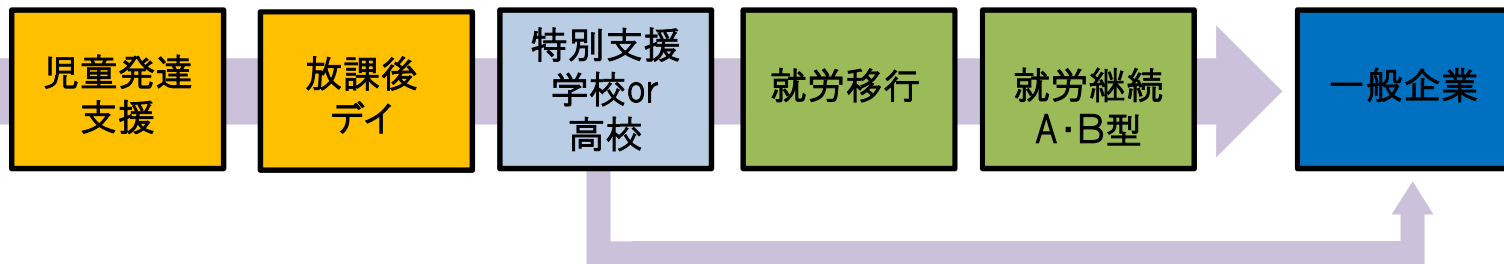 児童発達
支援
放課後
デイ
特別支援
学校or
高校
就労移行
就労継続
A・B型
一般企業